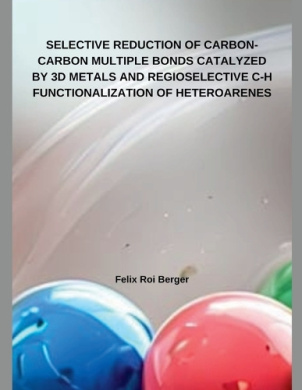 SELECTIVE REDUCTION OF CARBON-
CARBON MULTIPLE BONDS CATALYZED
BY 3D METALS AND REGIOSELECTIVE C-H
FUNCTIONALIZATION OF HETEROARENES
Felix Roi Berger